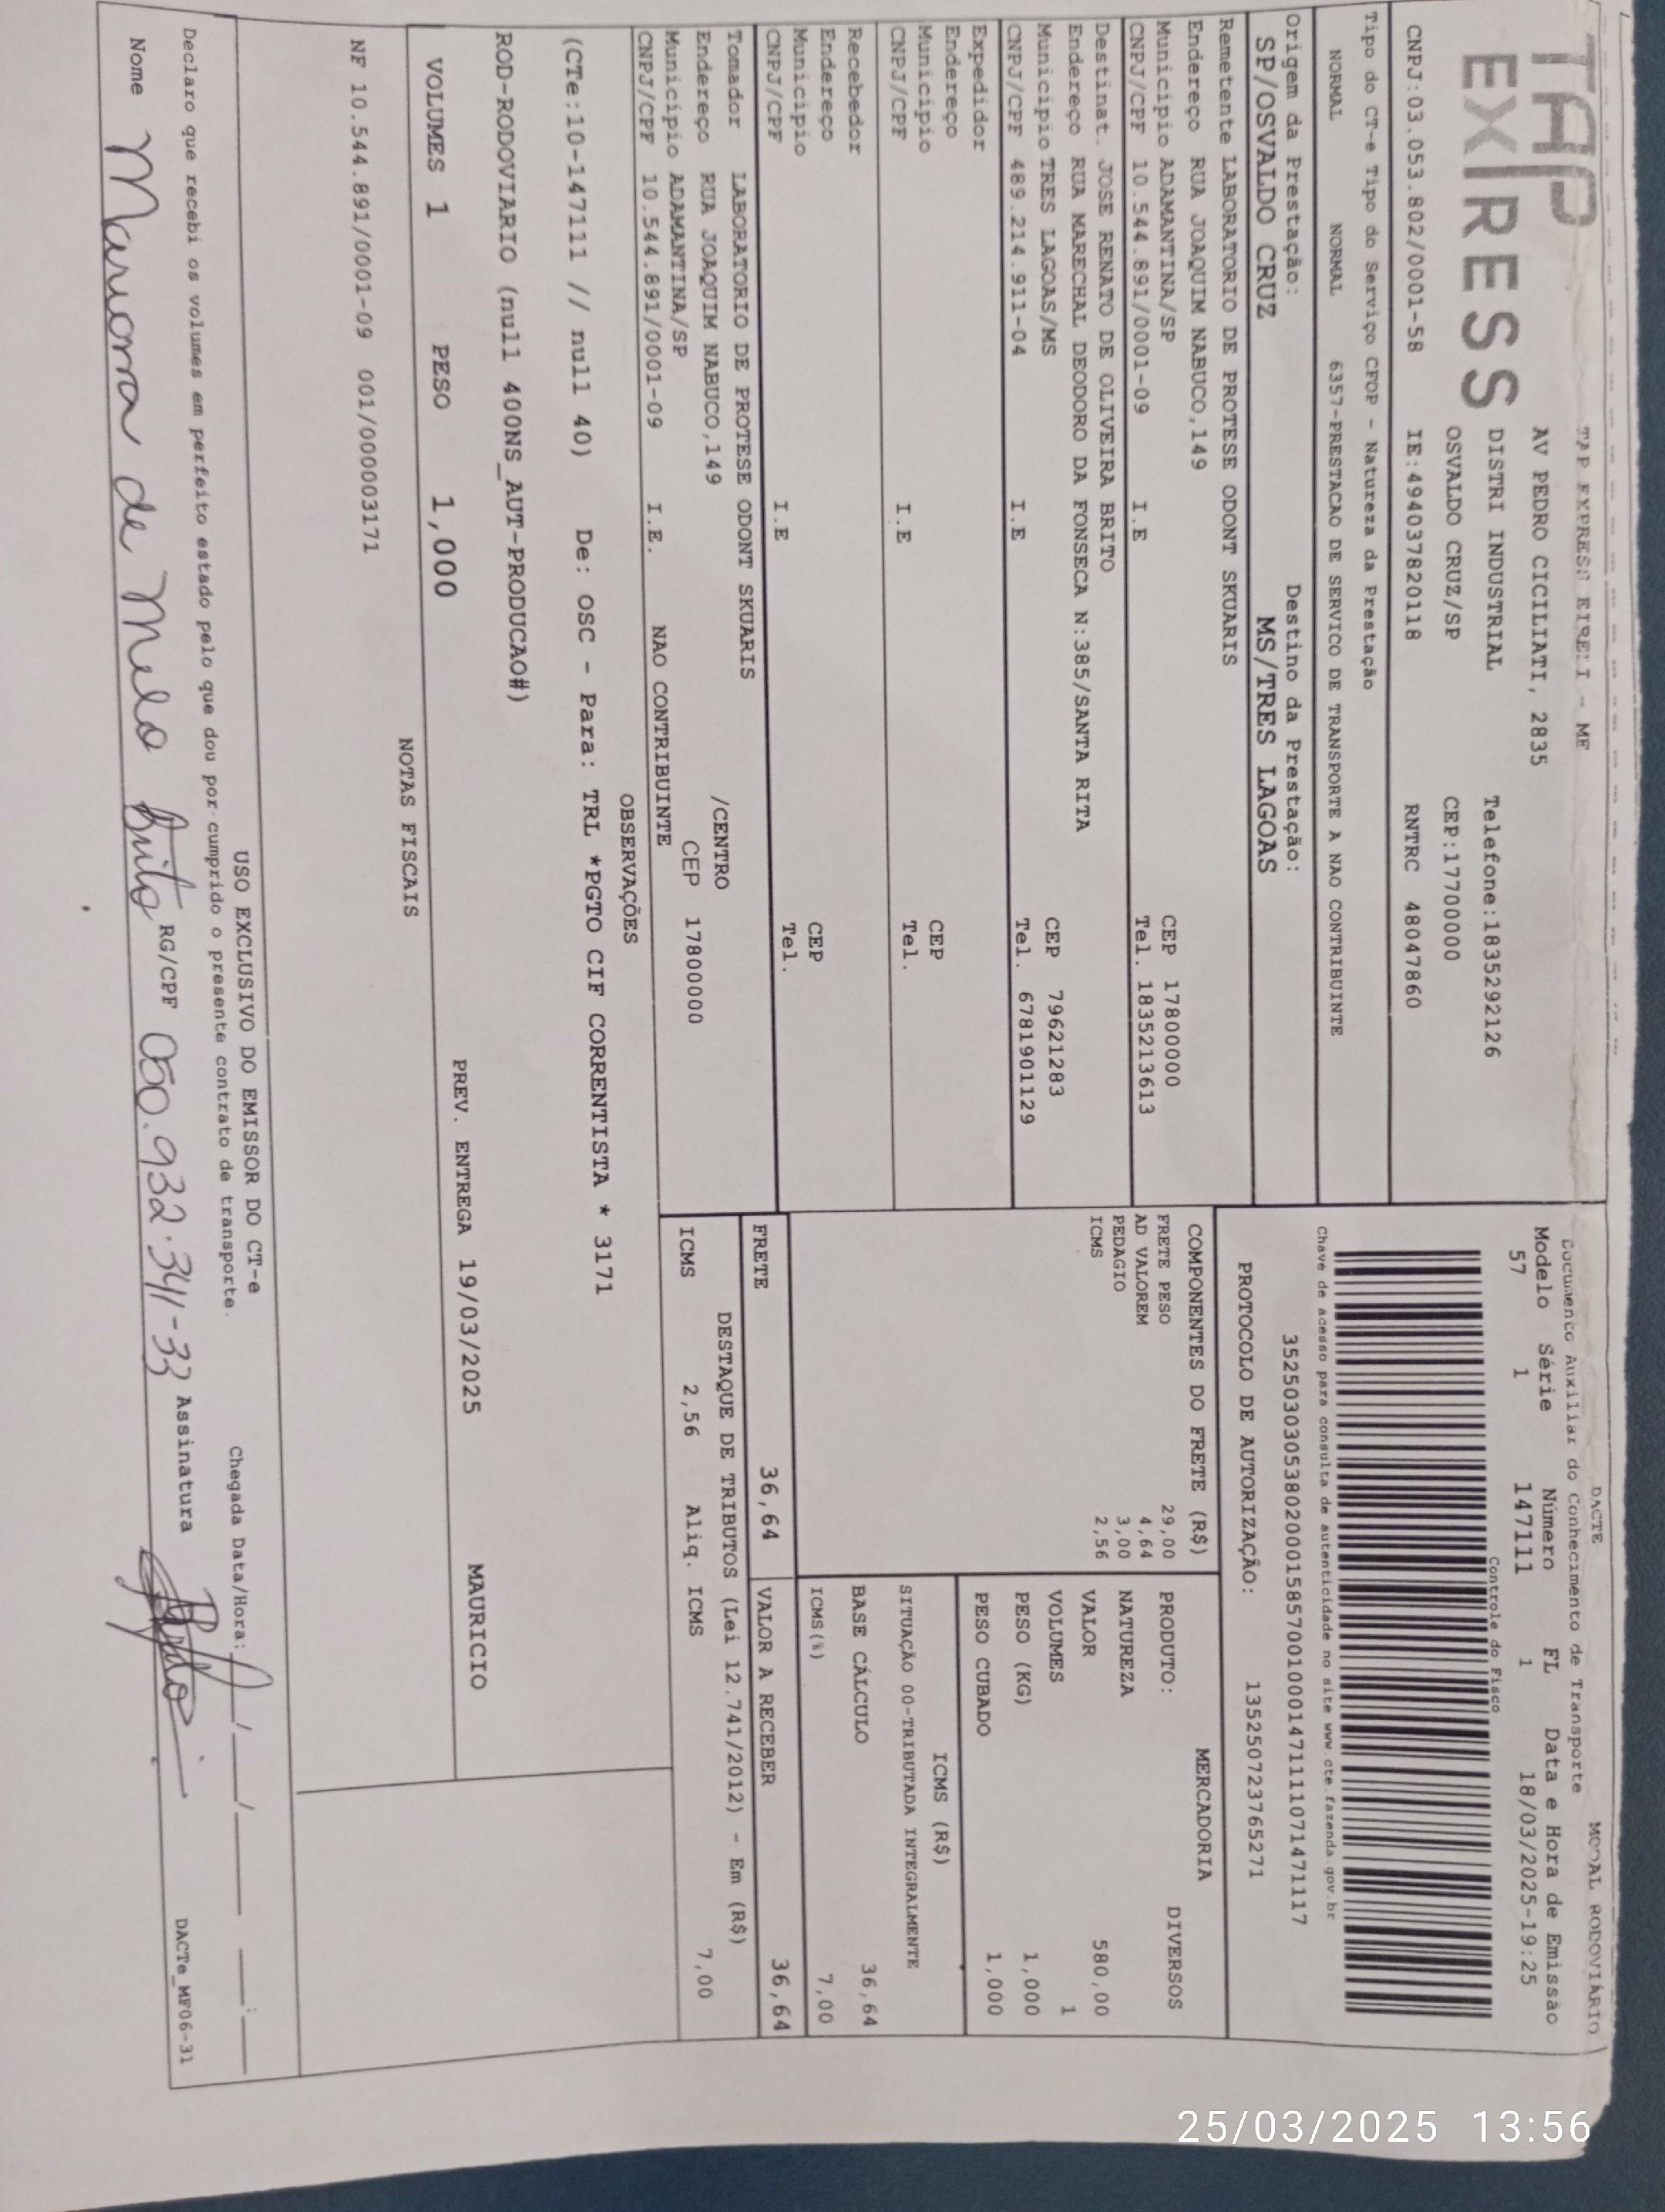 TAP EXPRESS
TAP EXPRESS EIRELI - ME
AV PEDRO CICILIATI, 2835
DISTRI INDUSTRIAL Telefone:1835292126
OSVALDO CRUZ/SP CEP:17700000
CNPJ:03.053.802/0001-58 IE:494037820118 RNTRC 48047860
Tipo do CT-e Tipo do Serviço CFOP - Natureza da Prestação
NORMAL NORMAL 6357-PRESTACAO DE SERVICO DE TRANSPORTE A NAO CONTRIBUINTE
Origem da Prestação: Destino da Prestação:
SP/OSVALDO CRUZ MS/TRES LAGOAS
DACTE MODAL RODOVIÁRIO
Documento Auxiliar do Conhecimento de Transporte
Modelo Série Número FL Data e Hora de Emissão
57 1 147111 1 18/03/2025-19:25
Controle do Fisco
Chave de acesso para consulta de autenticidade no site www.cte.fazenda.gov.br
35250303053802000158570010001471111071471117
PROTOCOLO DE AUTORIZAÇÃO: 135250723765271
Remetente LABORATORIO DE PROTESE ODONT SKUARIS
Endereço RUA JOAQUIM NABUCO,149
Municipio ADAMANTINA/SP CEP 17800000
CNPJ/CPF 10.544.891/0001-09 I.E Tel. 1835213613
Destinat. JOSE RENATO DE OLIVEIRA BRITO
Endereço RUA MARECHAL DEODORO DA FONSECA N:385/SANTA RITA
Municipio TRES LAGOAS/MS CEP 79621283
CNPJ/CPF 489.214.911-04 I.E Tel. 6781901129
Expedidor
Endereço
Municipio CEP
CNPJ/CPF I.E Tel.
Recebedor
Endereço
Municipio CEP
CNPJ/CPF I.E Tel.
Tomador LABORATORIO DE PROTESE ODONT SKUARIS
Endereço RUA JOAQUIM NABUCO,149 /CENTRO
Município ADAMANTINA/SP CEP 17800000
CNPJ/CPF 10.544.891/0001-09 I.E. NAO CONTRIBUINTE
COMPONENTES DO FRETE (R$)
FRETE PESO 29,00
AD VALOREM 4,64
PEDAGIO 3,00
ICMS 2,56
MERCADORIA
PRODUTO: DIVERSOS
NATUREZA
VALOR 580,00
VOLUMES 1
PESO (KG) 1,000
PESO CUBADO 1,000
ICMS (R$)
SITUAÇÃO 00-TRIBUTADA INTEGRALMENTE
BASE CÁLCULO 36,64
ICMS(%) 7,00
FRETE 36,64 VALOR A RECEBER 36,64
DESTAQUE DE TRIBUTOS (Lei 12.741/2012) - Em (R$)
ICMS 2,56 Aliq. ICMS 7,00
OBSERVAÇÕES
(CTe:10-147111 // null 40) De: OSC - Para: TRL *PGTO CIF CORRENTISTA * 3171
ROD-RODOVIARIO (null 400NS_AUT-PRODUCAO#)
VOLUMES 1 PESO 1,000 PREV. ENTREGA 19/03/2025 MAURICIO
NOTAS FISCAIS
NF 10.544.891/0001-09 001/000003171
USO EXCLUSIVO DO EMISSOR DO CT-e
Declaro que recebi os volumes em perfeito estado pelo que dou por cumprido o presente contrato de transporte. Chegada Data/Hora: ___/___/___ ___:___
Nome Mariana de Melo Brito RG/CPF 050.932.341-33 Assinatura
DACTe_MF06-31
25/03/2025 13:56